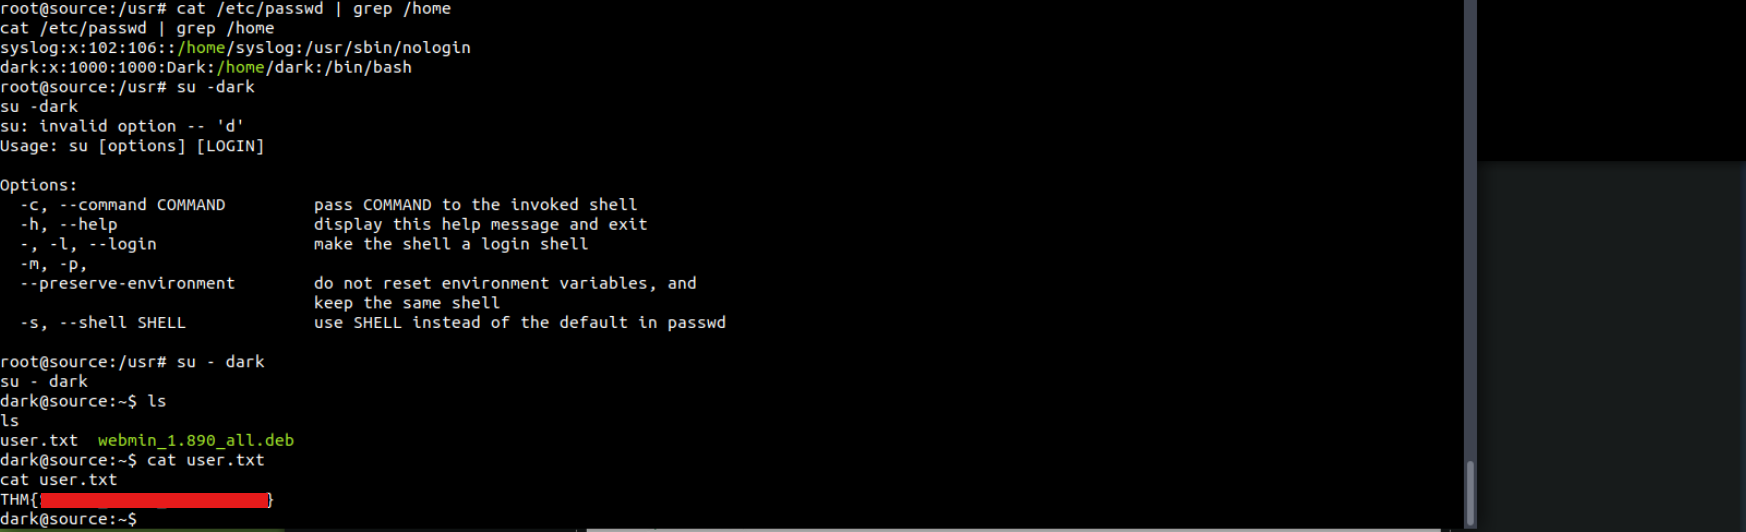 root@source:/usr# cat /etc/passwd | grep /home
cat /etc/passwd | grep /home
syslog:x:102:106::/home/syslog:/usr/sbin/nologin
dark:x:1000:1000:Dark:/home/dark:/bin/bash
root@source:/usr# su -dark
su -dark
su: invalid option -- 'd'
Usage: su [options] [LOGIN]

Options:
  -c, --command COMMAND         pass COMMAND to the invoked shell
  -h, --help                    display this help message and exit
  -, -l, --login                make the shell a login shell
  -m, -p,
  --preserve-environment        do not reset environment variables, and
                                keep the same shell
  -s, --shell SHELL             use SHELL instead of the default in passwd

root@source:/usr# su - dark
su - dark
dark@source:~$ ls
ls
user.txt  webmin_1.890_all.deb
dark@source:~$ cat user.txt
cat user.txt
THM{ }
dark@source:~$